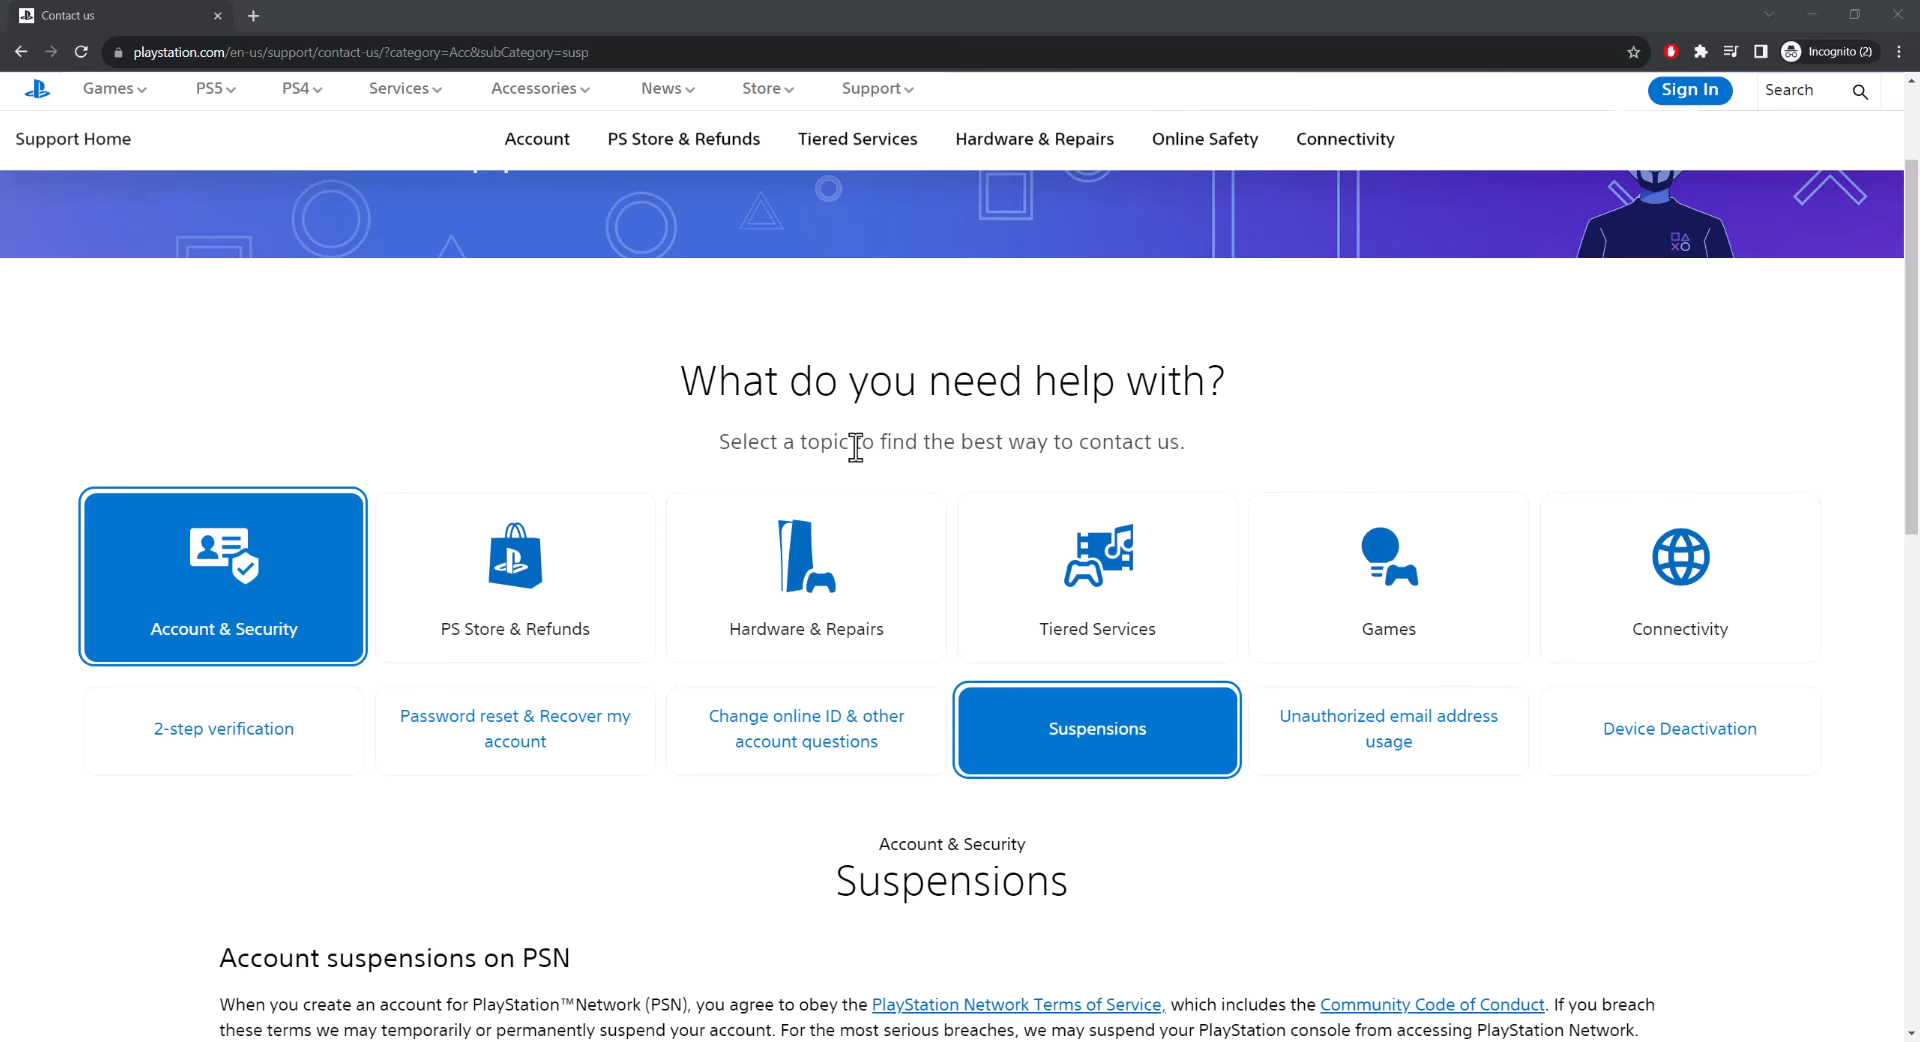 Contact us
playstation.com/en-us/support/contact-us/?category=Acc&subCategory=susp
Incognito (2)
Games PS5 PS4 Services Accessories News Store Support Sign In Search
Support Home Account PS Store & Refunds Tiered Services Hardware & Repairs Online Safety Connectivity
What do you need help with?
Select a topic to find the best way to contact us.
Account & Security PS Store & Refunds Hardware & Repairs Tiered Services Games Connectivity
2-step verification
Password reset & Recover my
account
Change online ID & other
account questions
Suspensions
Unauthorized email address
usage
Device Deactivation
Account & Security
Suspensions
Account suspensions on PSN
When you create an account for PlayStation™Network (PSN), you agree to obey the PlayStation Network Terms of Service, which includes the Community Code of Conduct. If you breach
these terms we may temporarily or permanently suspend your account. For the most serious breaches, we may suspend your PlayStation console from accessing PlayStation Network.